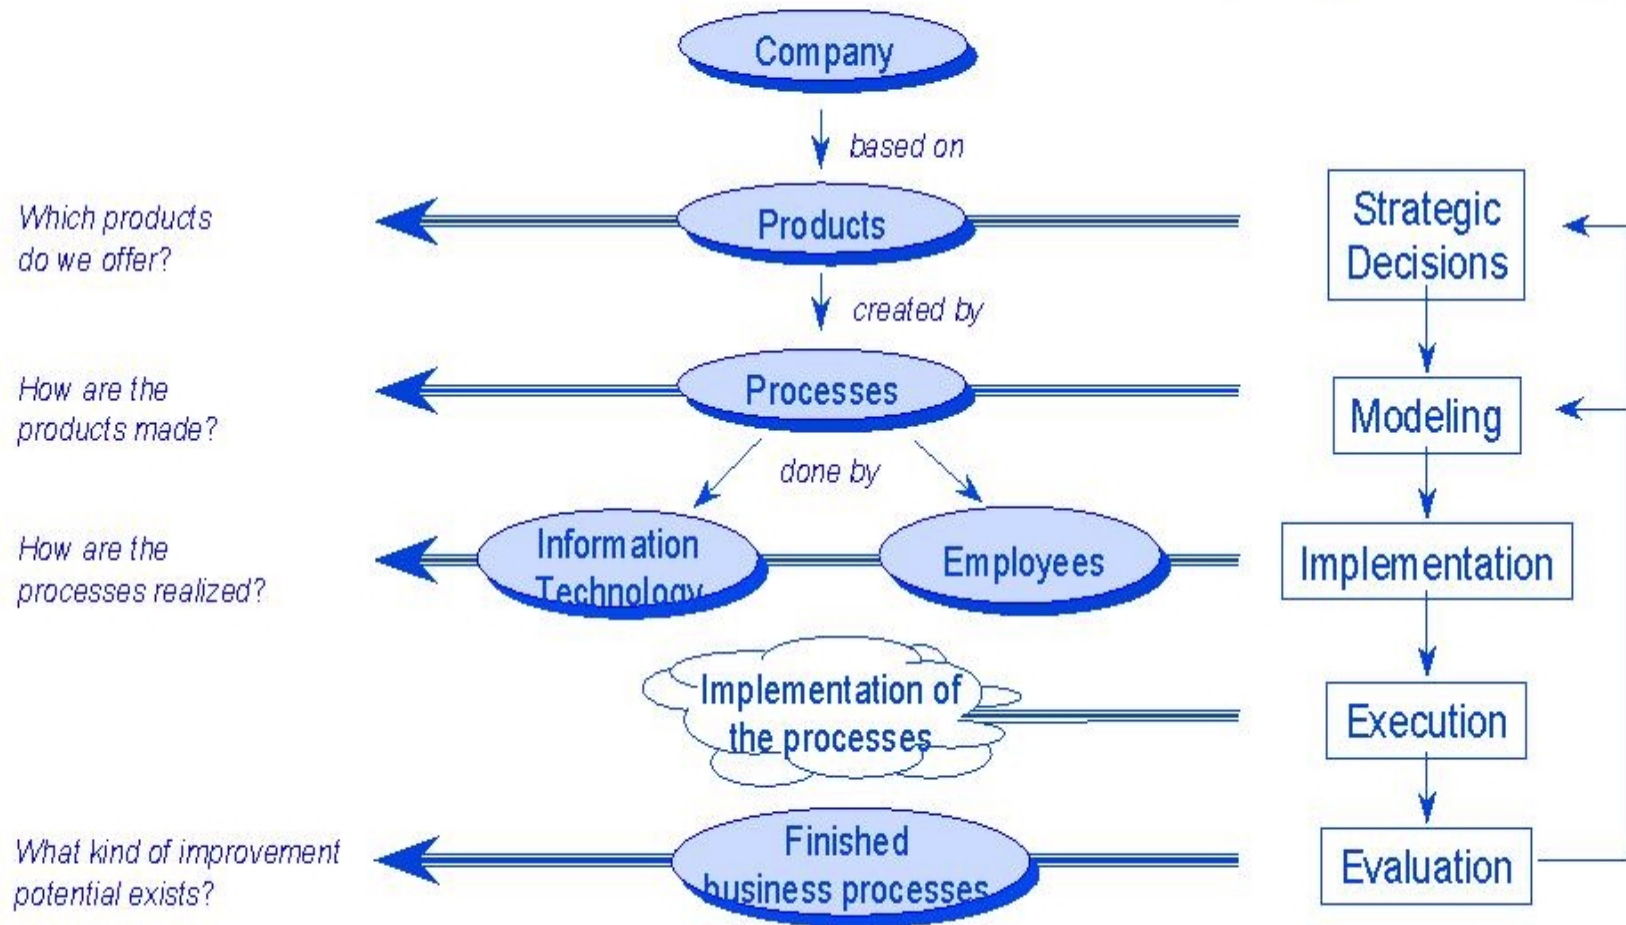 Company
based on
Which products
do we offer?
Products
Strategic
Decisions
created by
How are the
products made?
Processes
Modeling
done by
How are the
processes realized?
Information
Technology
Employees
Implementation
Implementation of
the processes
Execution
What kind of improvement
potential exists?
Finished
business processes
Evaluation